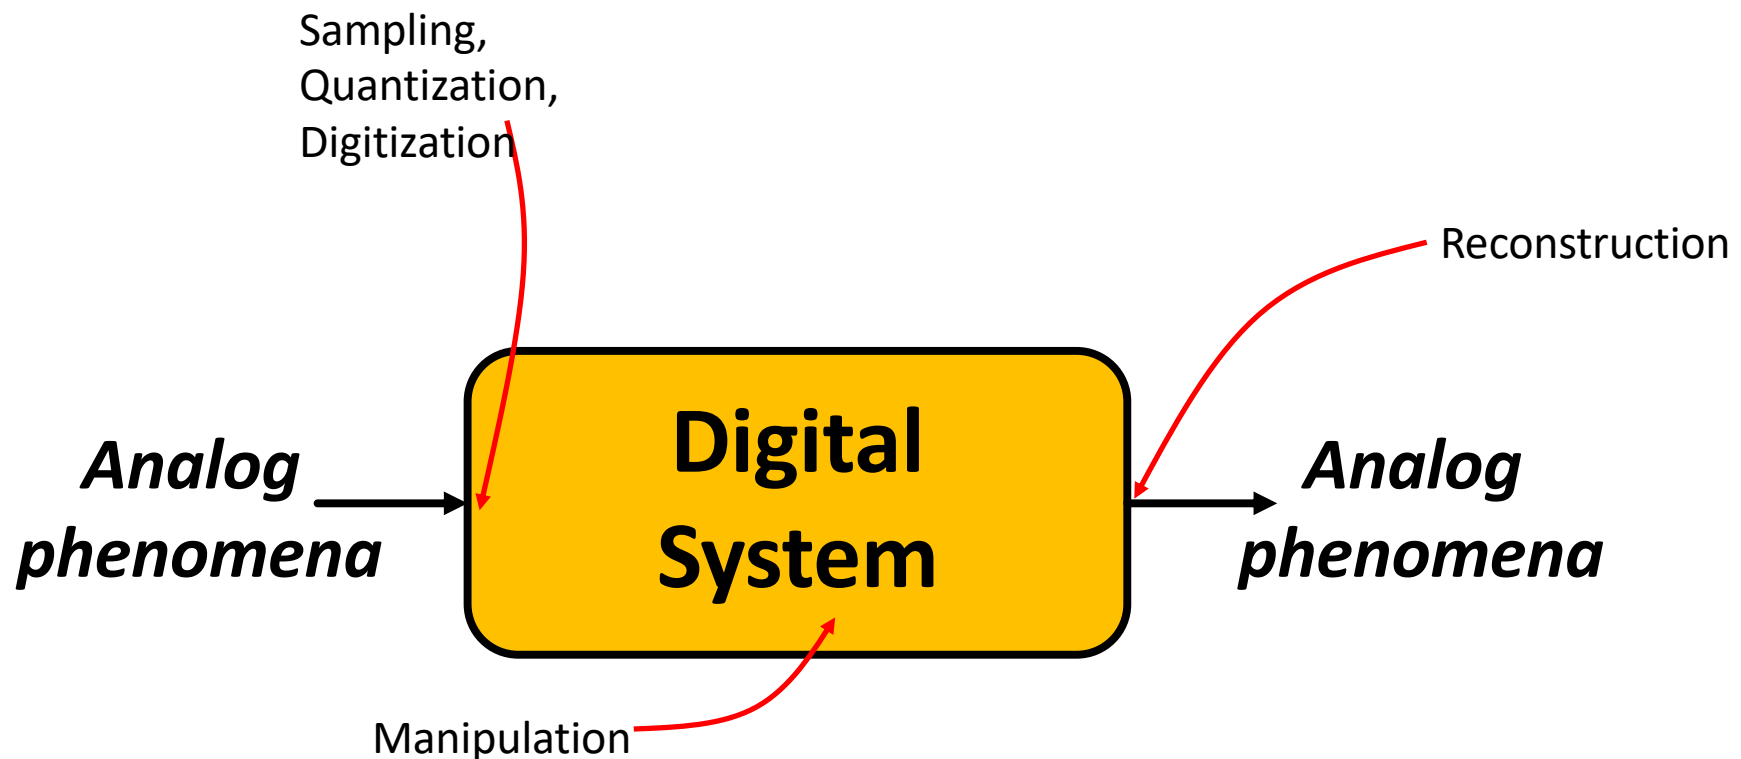 Sampling,
Quantization,
Digitization
Reconstruction
Analog
phenomena
Digital
System
Analog
phenomena
Manipulation